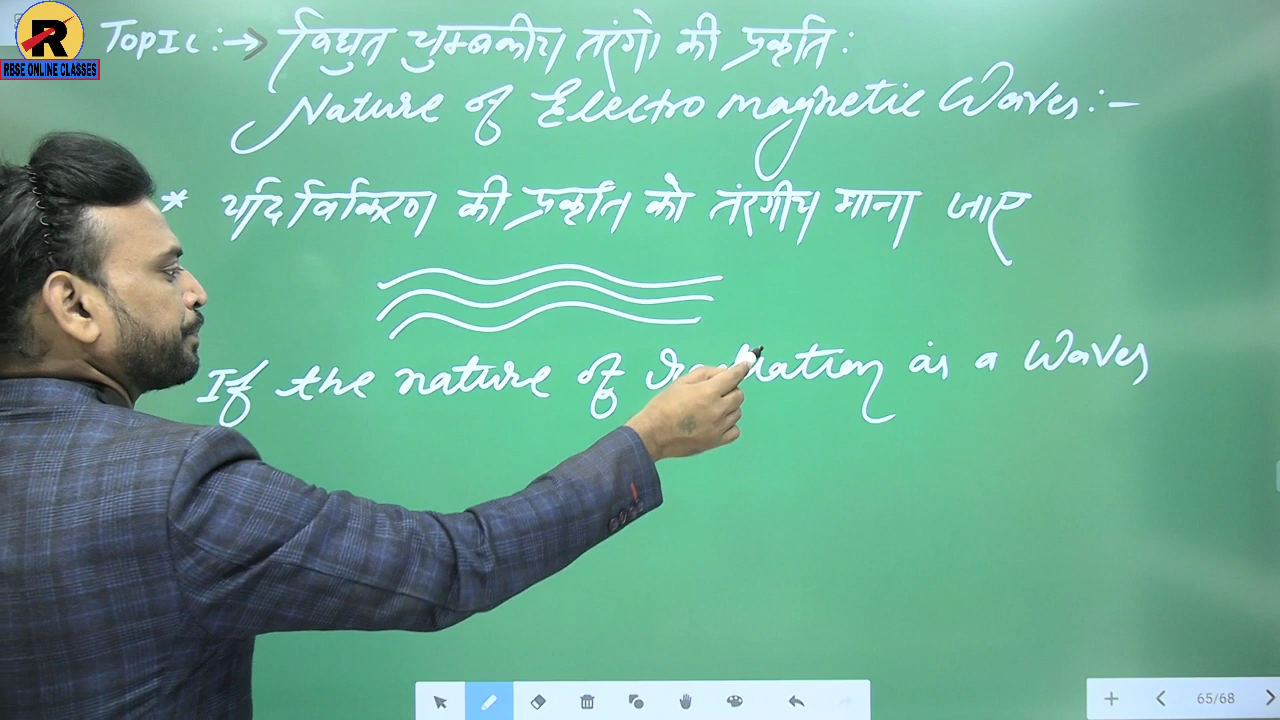 R
RBSE ONLINE CLASSES
TOPIC :→ विधुत चुम्बकीय तरंगो की प्रकृति :
Nature of Electro magnetic Waves :-
* यदि विकिरण की प्रकृति को तंरगीय माना जाए
If the nature of is a Waves
65/68